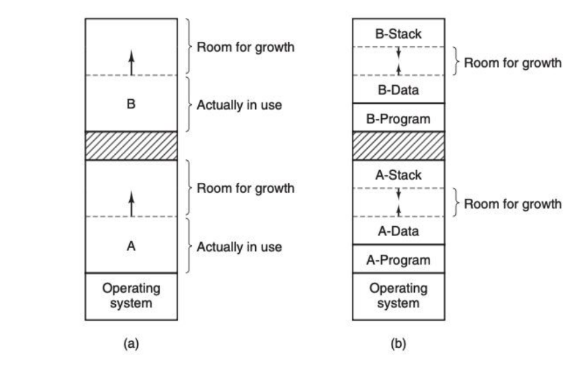 Room for growth
B
Actually in use
Room for growth
A
Actually in use
Operating
system
(a)
B-Stack
Room for growth
B-Data
B-Program
A-Stack
Room for growth
A-Data
A-Program
Operating
system
(b)